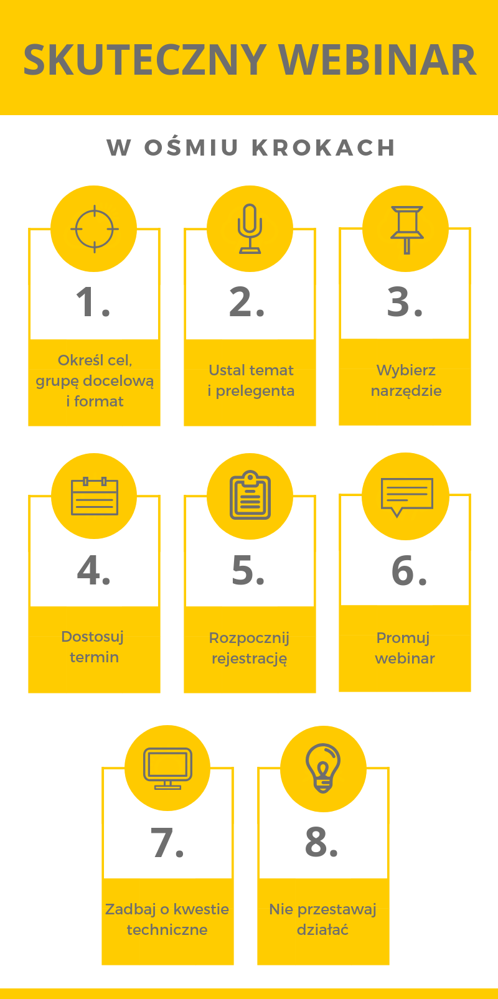 SKUTECZNY WEBINAR
W OŚMIU KROKACH
1.
Określ cel,
grupę docelową
i format
2.
Ustal temat
i prelegenta
3.
Wybierz
narzędzie
4.
Dostosuj
termin
5.
Rozpocznij
rejestrację
6.
Promuj
webinar
7.
Zadbaj o kwestie
techniczne
8.
Nie przestawaj
działać